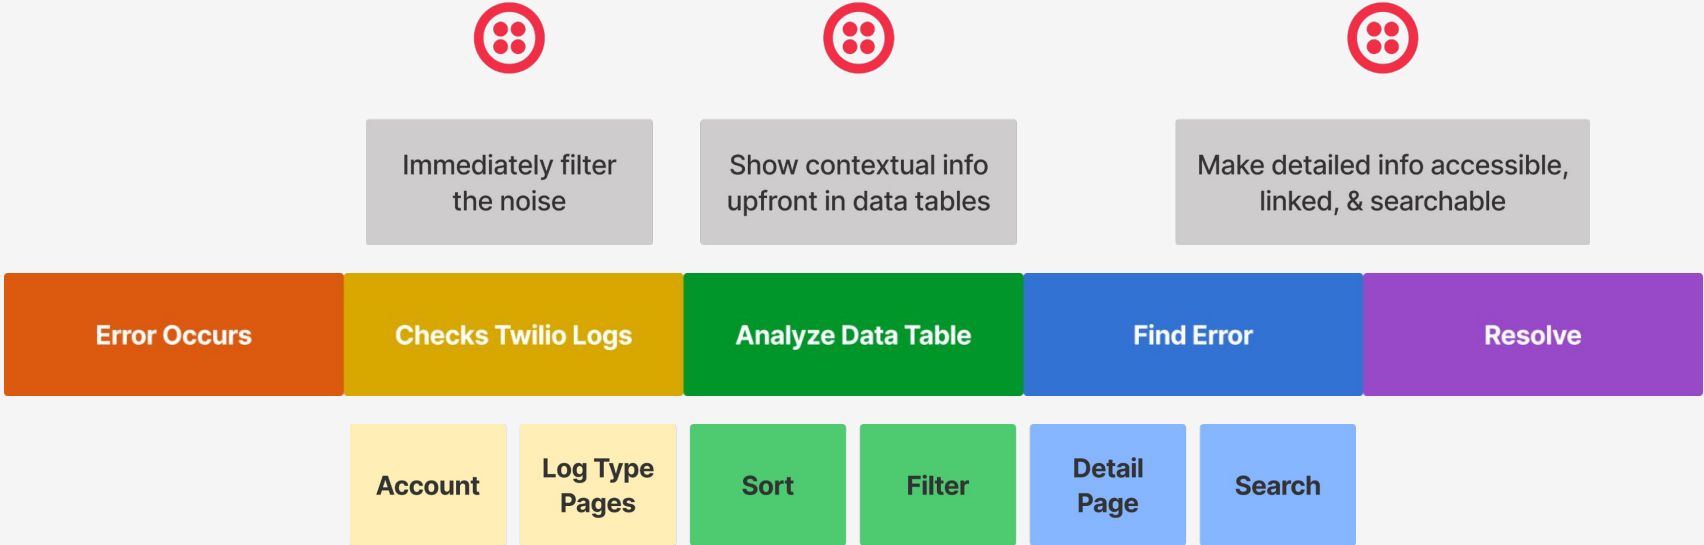 Immediately filter
the noise
Show contextual info
upfront in data tables
Make detailed info accessible,
linked, & searchable
Error Occurs
Checks Twilio Logs
Analyze Data Table
Find Error
Resolve
Account
Log Type
Pages
Sort
Filter
Detail
Page
Search